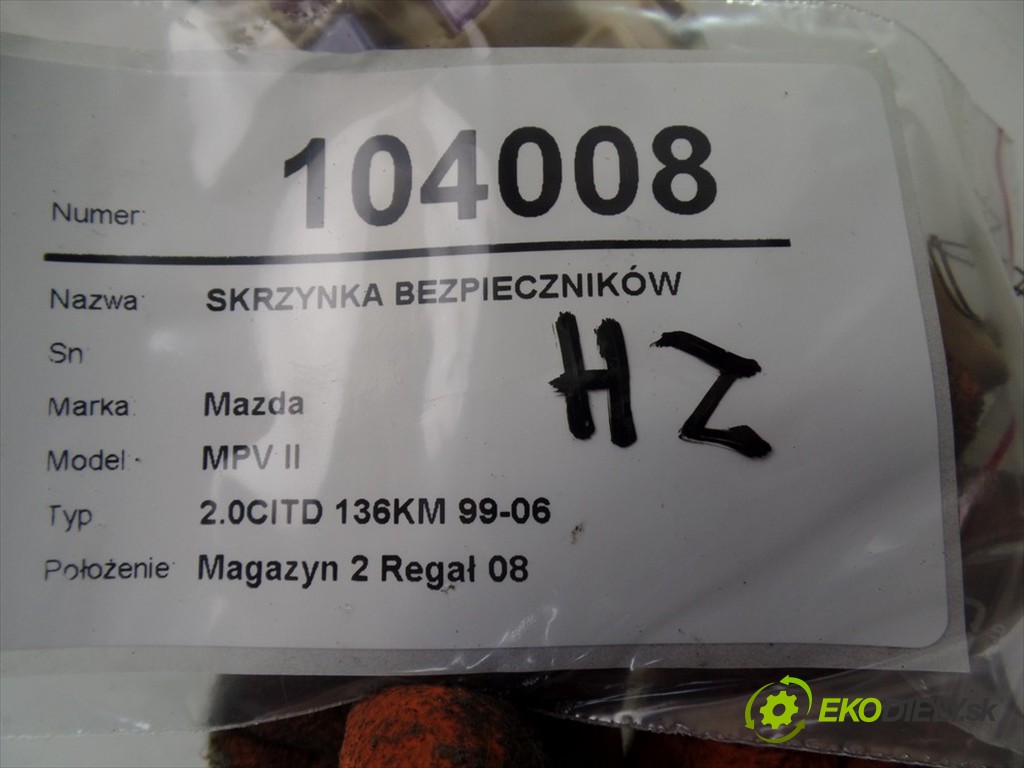 Numer: 104008
Nazwa: SKRZYNKA BEZPIECZNIKÓW
Sn
HZ
Marka: Mazda
Model: MPV II
Typ 2.0CITD 136KM 99-06
Położenie: Magazyn 2 Regał 08
EKODIELY.sk